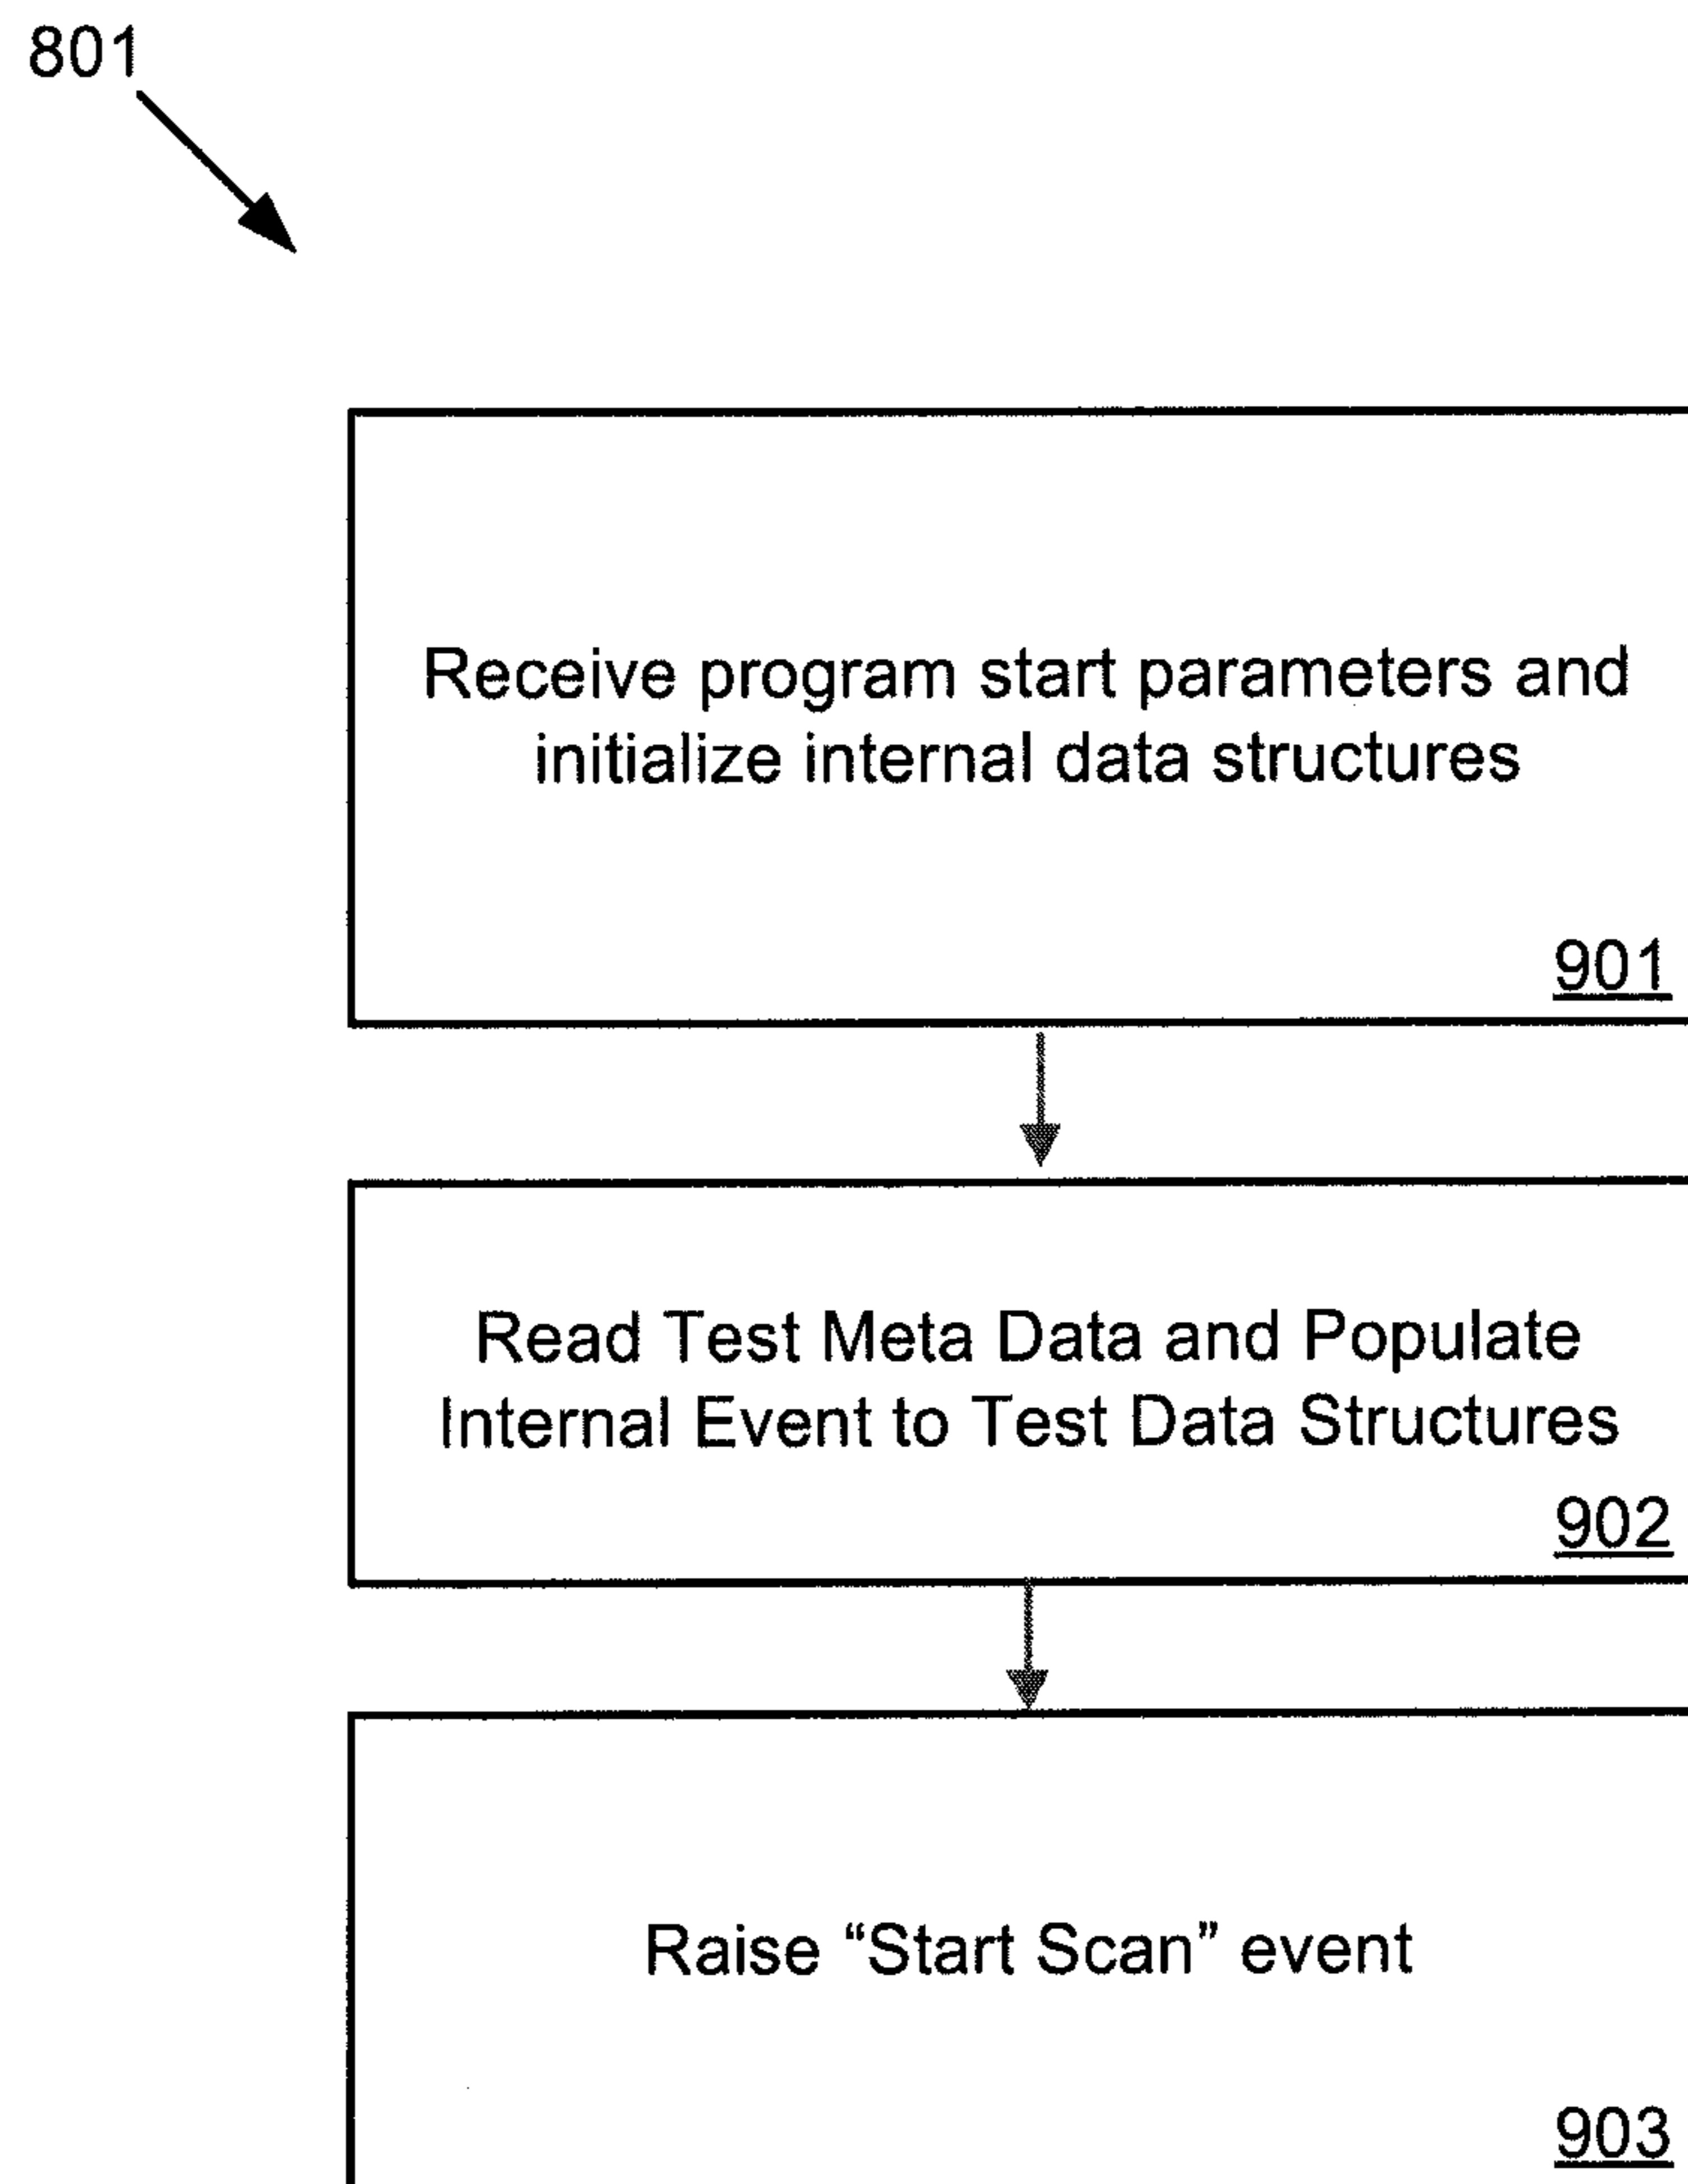 801
Receive program start parameters and
initialize internal data structures
901
Read Test Meta Data and Populate
Internal Event to Test Data Structures
902
Raise “Start Scan” event
903